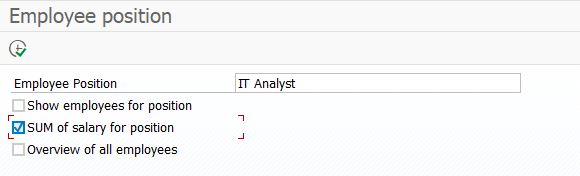 Employee position
Employee Position IT Analyst
Show employees for position
SUM of salary for position
Overview of all employees